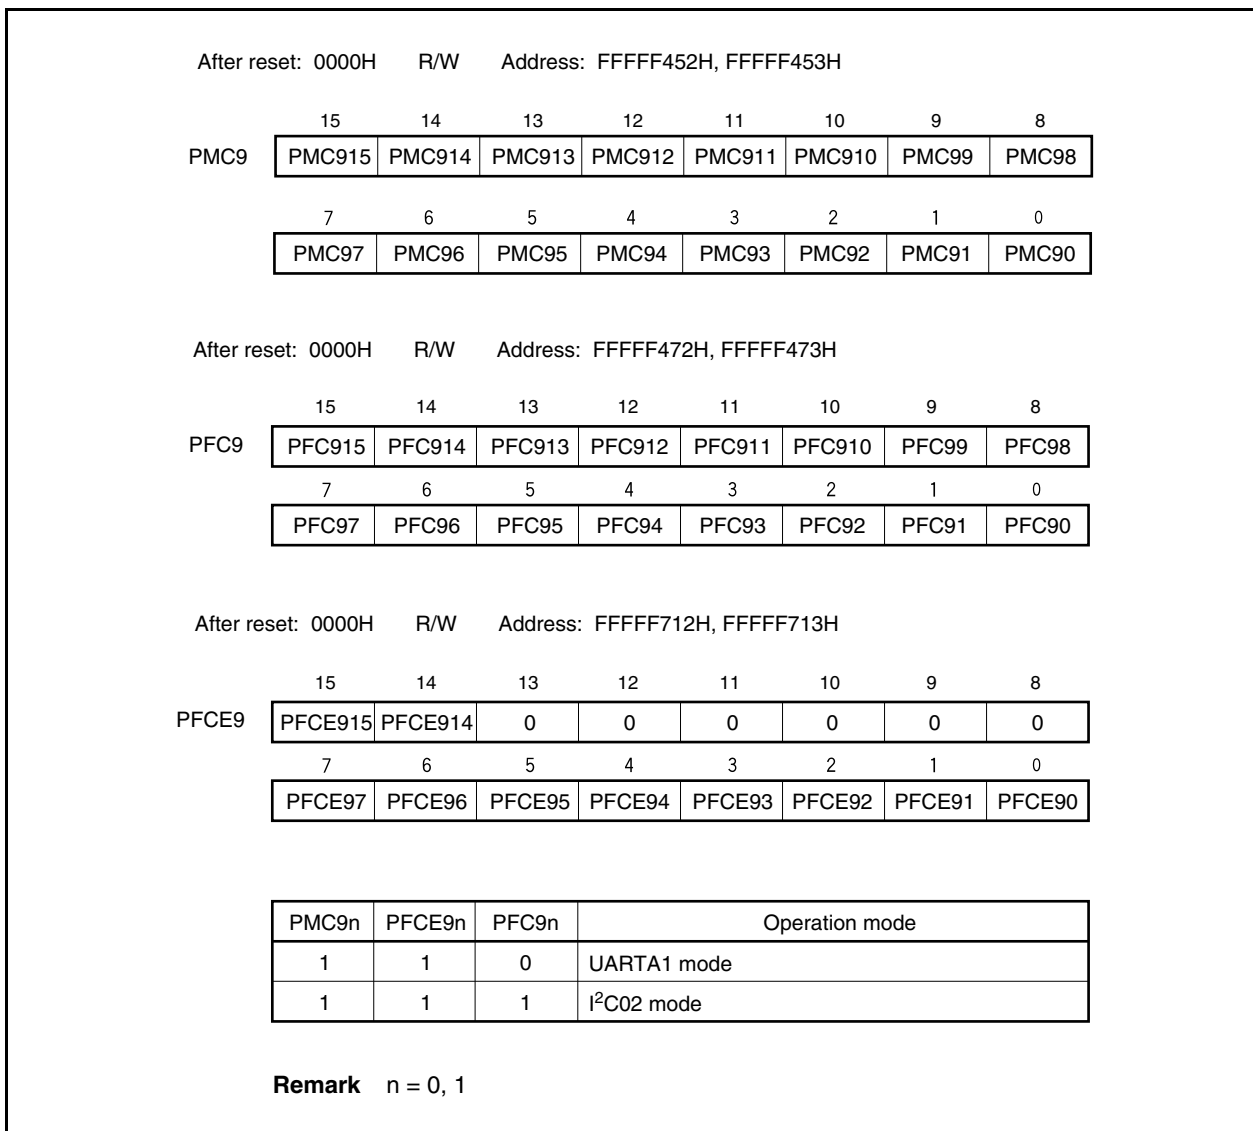 After reset: 0000H R/W Address: FFFFF452H, FFFFF453H
15 14 13 12 11 10 9 8
PMC9 PMC915 PMC914 PMC913 PMC912 PMC911 PMC910 PMC99 PMC98
7 6 5 4 3 2 1 0
PMC97 PMC96 PMC95 PMC94 PMC93 PMC92 PMC91 PMC90
After reset: 0000H R/W Address: FFFFF472H, FFFFF473H
15 14 13 12 11 10 9 8
PFC9 PFC915 PFC914 PFC913 PFC912 PFC911 PFC910 PFC99 PFC98
7 6 5 4 3 2 1 0
PFC97 PFC96 PFC95 PFC94 PFC93 PFC92 PFC91 PFC90
After reset: 0000H R/W Address: FFFFF712H, FFFFF713H
15 14 13 12 11 10 9 8
PFCE9 PFCE915 PFCE914 0 0 0 0 0 0
7 6 5 4 3 2 1 0
PFCE97 PFCE96 PFCE95 PFCE94 PFCE93 PFCE92 PFCE91 PFCE90
PMC9n PFCE9n PFC9n Operation mode
1 1 0 UARTA1 mode
1 1 1 I²C02 mode
Remark n = 0, 1